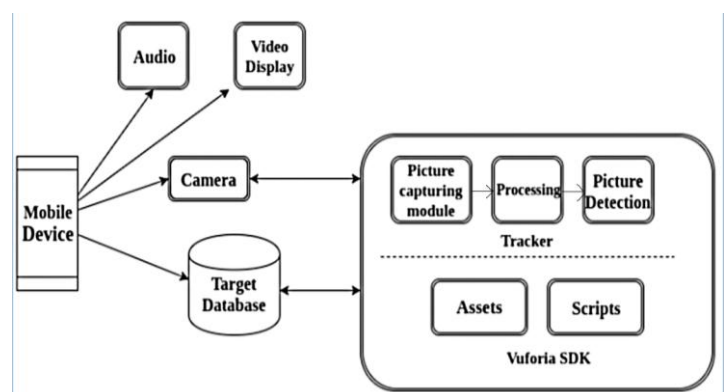 Audio
Video
Display
Mobile
Device
Camera
Target
Database
Picture
capturing
module
Processing
Picture
Detection
Tracker
Assets
Scripts
Vuforia SDK